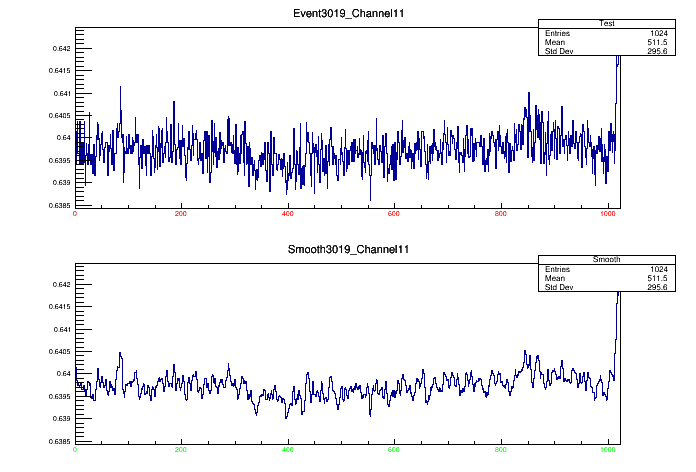 Event3019_Channel11
Test
Entries 1024
Mean 511.5
Std Dev 295.6
0.642
0.6415
0.641
0.6405
0.64
0.6395
0.639
0.6385
0 200 400 600 800 1000
Smooth3019_Channel11
Smooth
Entries 1024
Mean 511.5
Std Dev 295.6
0.642
0.6415
0.641
0.6405
0.64
0.6395
0.639
0.6385
0 200 400 600 800 1000